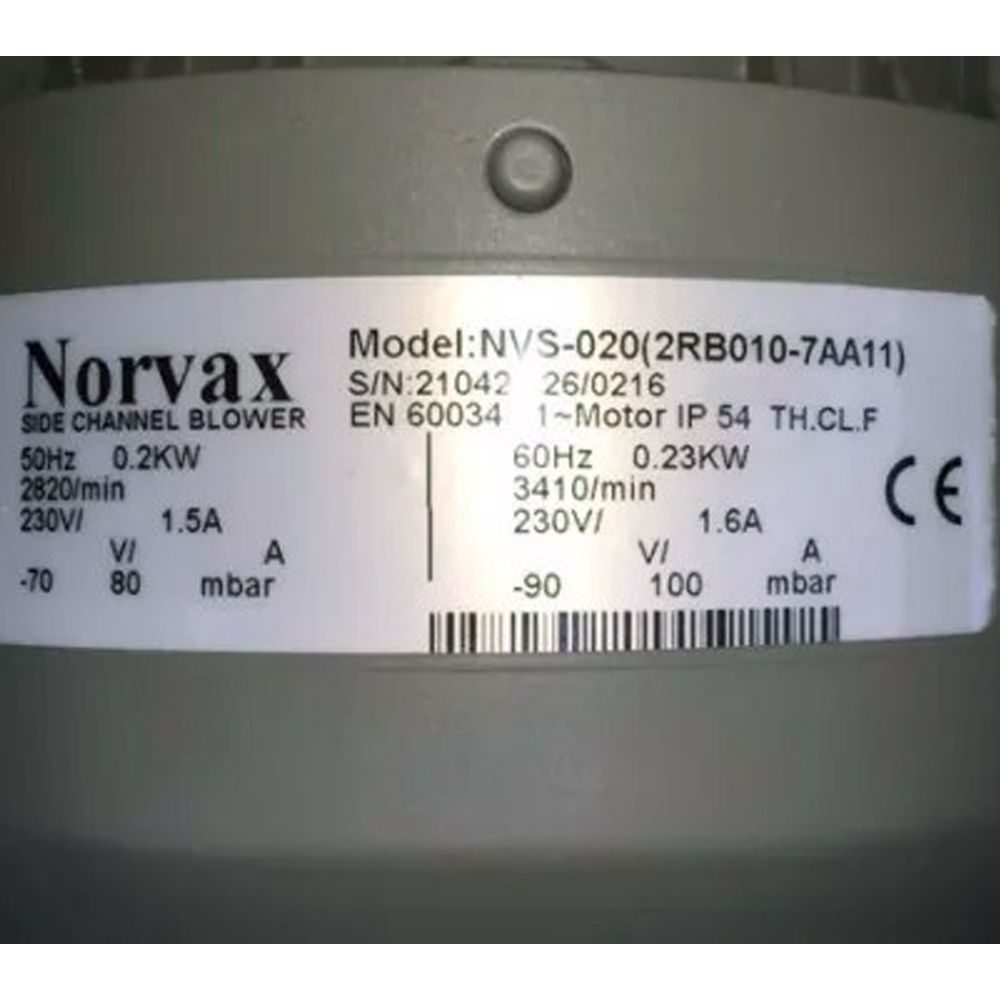 Norvax
SIDE CHANNEL BLOWER
Model:NVS-020(2RB010-7AA11)
S/N:21042 26/0216
EN 60034 1~Motor IP 54 TH.CL.F
50Hz 0.2KW
2820/min
230V/ 1.5A
V/ A
-70 80 mbar
60Hz 0.23KW
3410/min
230V/ 1.6A
V/ A
-90 100 mbar
CE